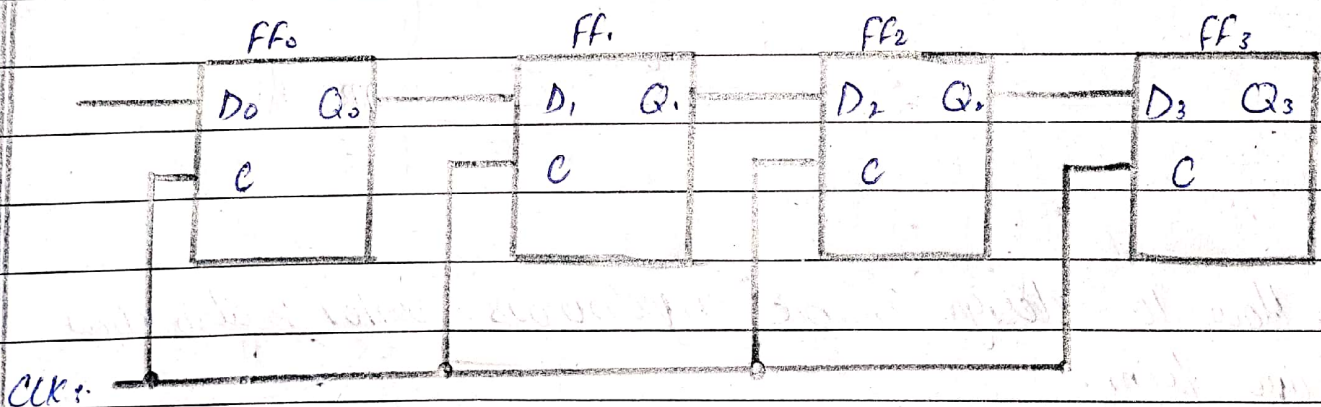 FF₀ FF₁ FF₂ FF₃
D₀ Q₀ D₁ Q₁ D₂ Q₂ D₃ Q₃
C C C C
CLK: